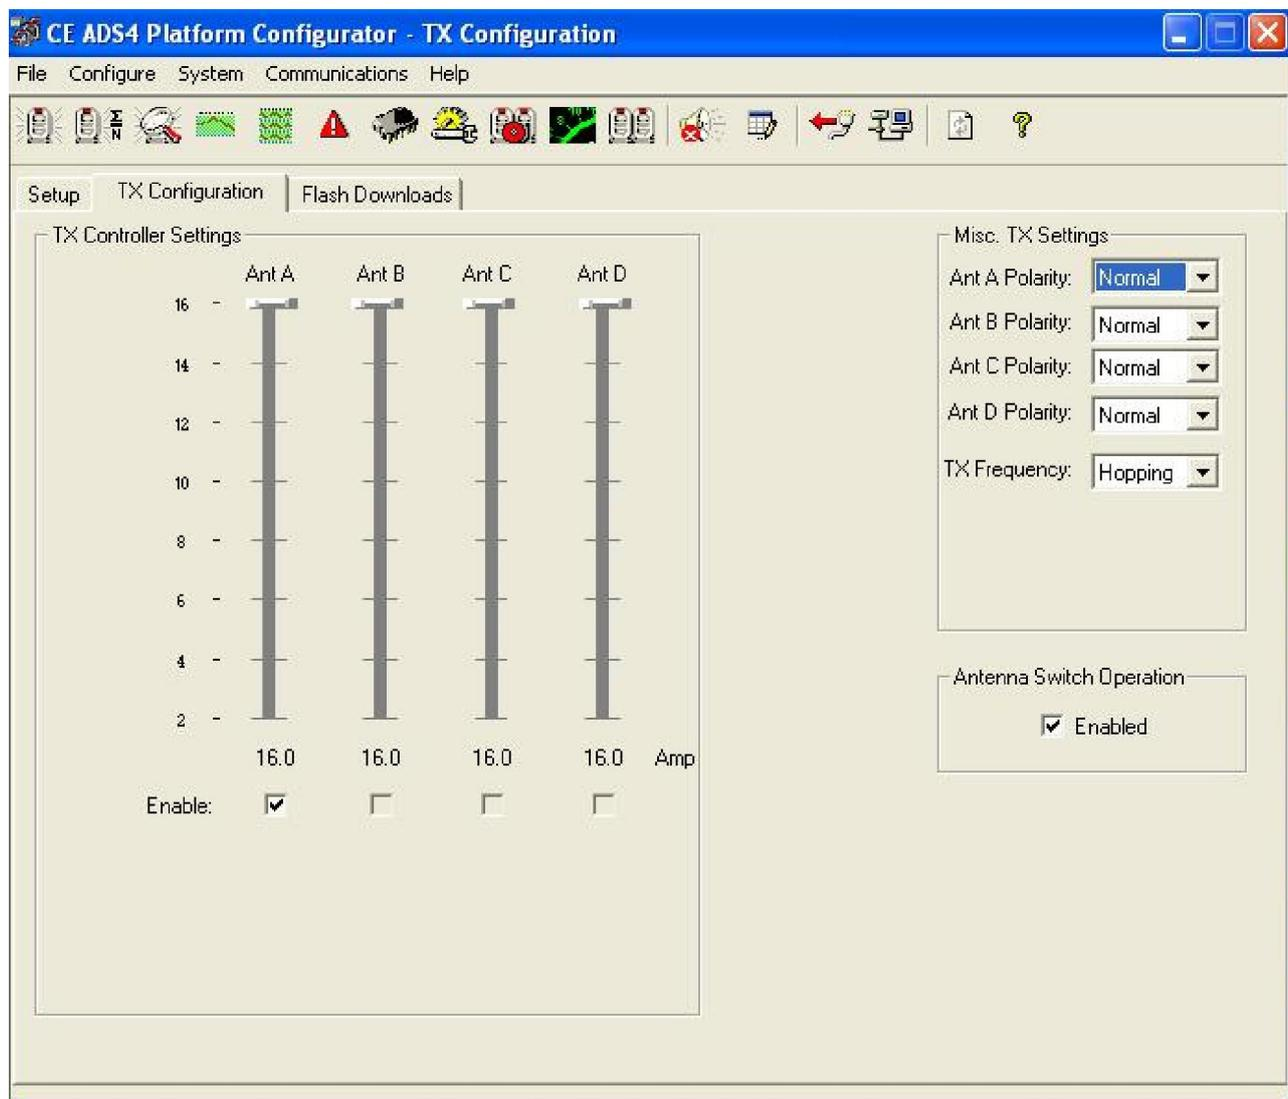 CE ADS4 Platform Configurator - TX Configuration
File Configure System Communications Help
Σ
N
?
Setup TX Configuration Flash Downloads
TX Controller Settings
Ant A Ant B Ant C Ant D
16
14
12
10
8
6
4
2
16.0 16.0 16.0 16.0 Amp
Enable:
Misc. TX Settings
Ant A Polarity: Normal
Ant B Polarity: Normal
Ant C Polarity: Normal
Ant D Polarity: Normal
TX Frequency: Hopping
Antenna Switch Operation
Enabled